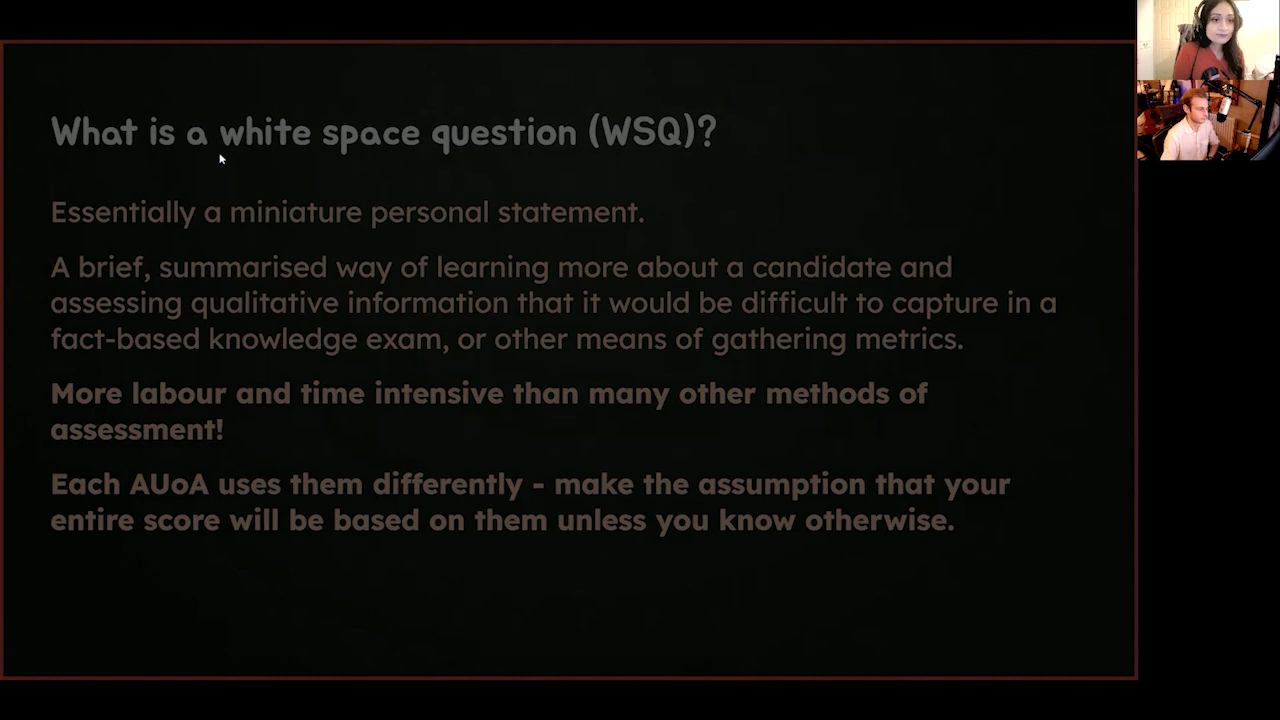 What is a white space question (WSQ)?
Essentially a miniature personal statement.
A brief, summarised way of learning more about a candidate and
assessing qualitative information that it would be difficult to capture in a
fact-based knowledge exam, or other means of gathering metrics.
More labour and time intensive than many other methods of
assessment!
Each AUoA uses them differently - make the assumption that your
entire score will be based on them unless you know otherwise.